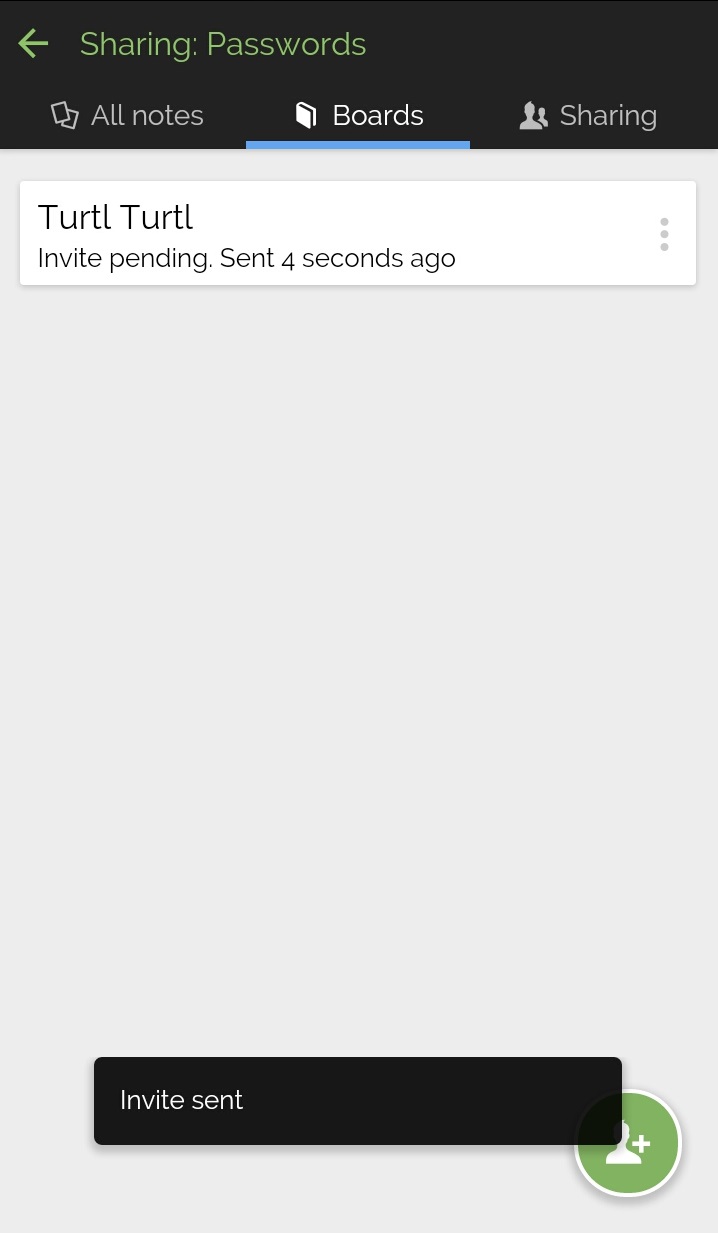 Sharing: Passwords
All notes
Boards
Sharing
Turtl Turtl
Invite pending. Sent 4 seconds ago
Invite sent